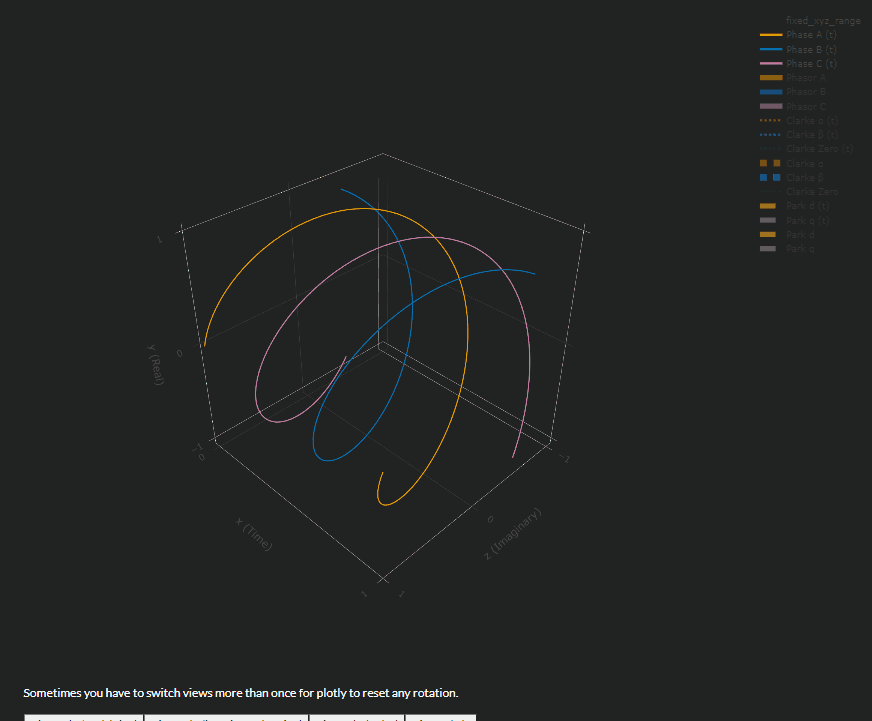 fixed_xyz_range
Phase A (t)
Phase B (t)
Phase C (t)
Phasor A
Phasor B
Phasor C
Clarke α (t)
Clarke β (t)
Clarke Zero (t)
Clarke α
Clarke β
Clarke Zero
Park d (t)
Park q (t)
Park d
Park q
1
y (Real)
0
−1
0
x (Time)
1
1
z (Imaginary)
0
−1
Sometimes you have to switch views more than once for plotly to reset any rotation.